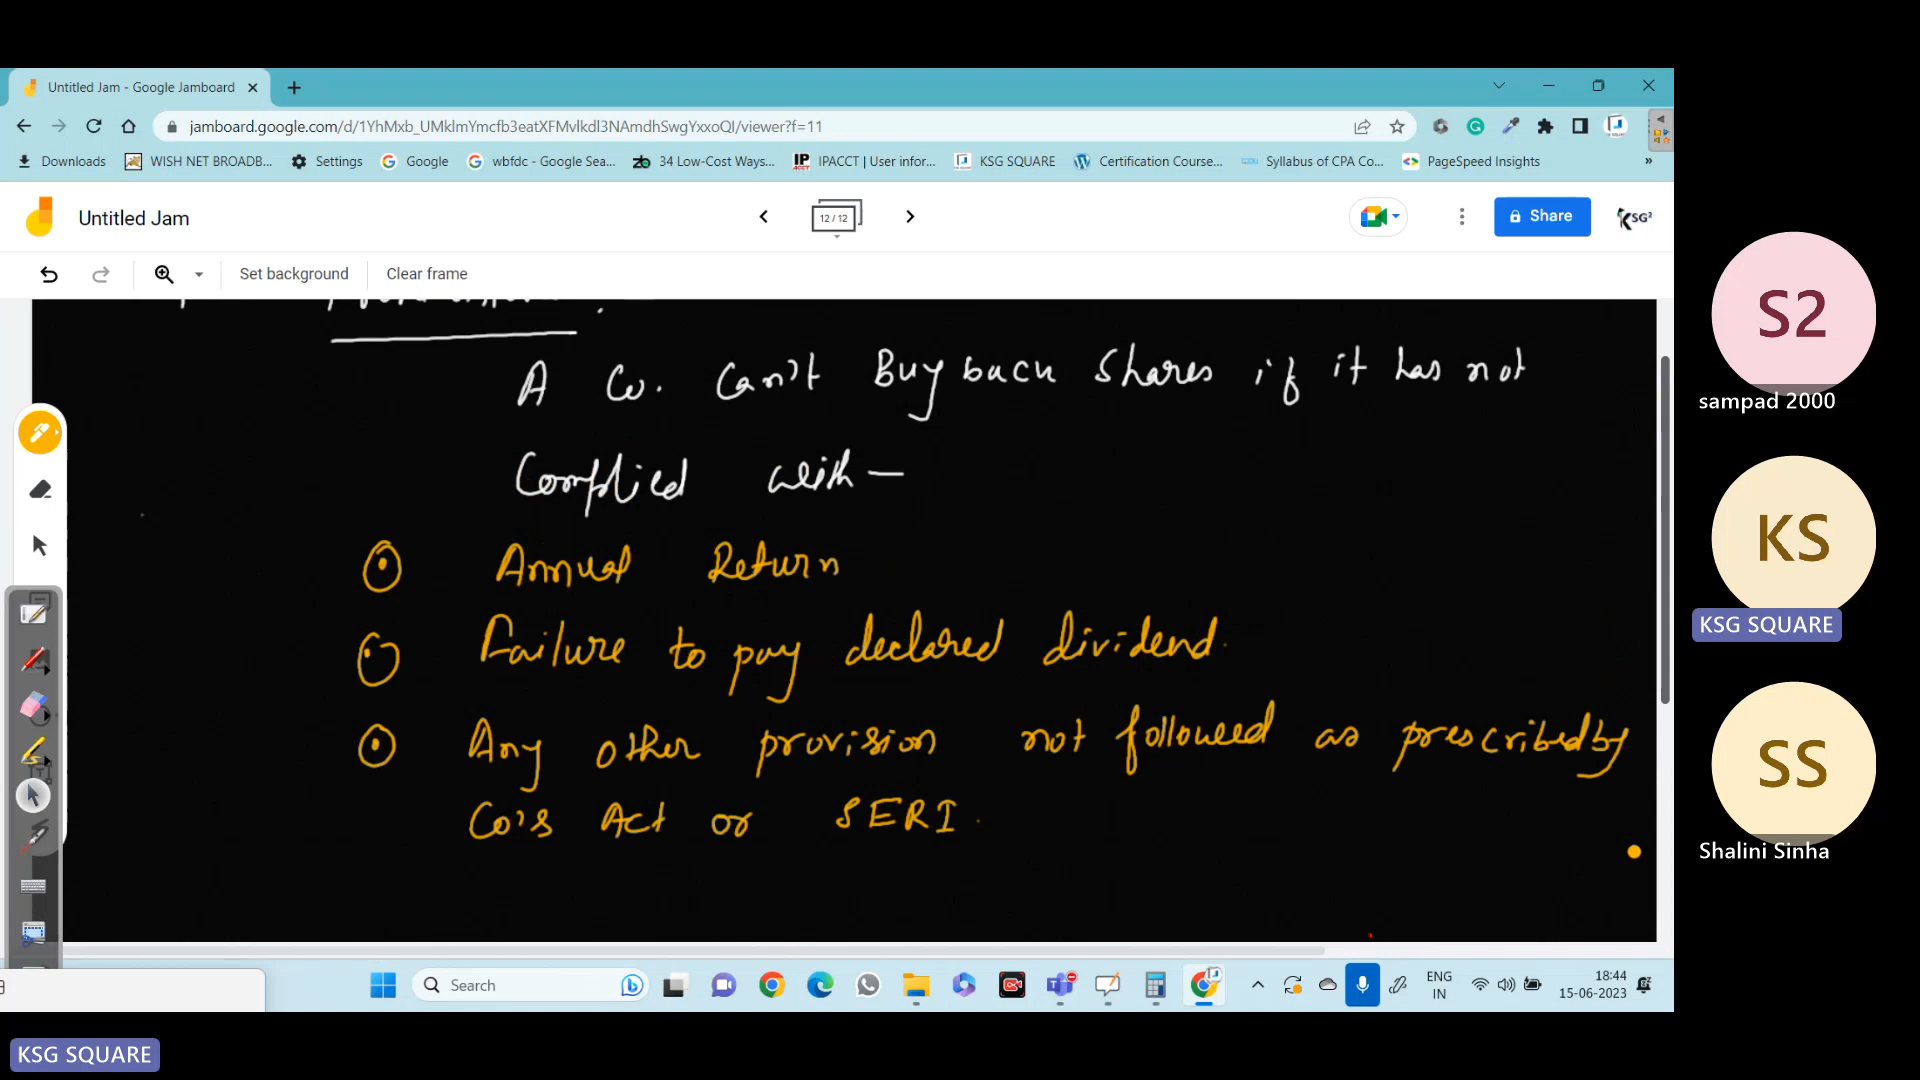 Untitled Jam - Google Jamboard
jamboard.google.com/d/1YhMxb_UMklmYmcfb3eatXFMvlkdl3NAmdhSwgYxxoQI/viewer?f=11
Downloads WISH NET BROADB... Settings Google wbfdc - Google Sea... 34 Low-Cost Ways... IPACCT | User infor... KSG SQUARE Certification Course... Syllabus of CPA Co... PageSpeed Insights »
Untitled Jam 12 / 12 Share KSG²
Set background Clear frame
A Co. Can't Buy back Shares if it has not
Complied with —
Annual Return
Failure to pay declared dividend.
Any other provision not followed as prescribed by
Co's Act or SEBI.
S2
sampad 2000
KS
KSG SQUARE
SS
Shalini Sinha
Search
ENG
IN
18:44
15-06-2023
KSG SQUARE